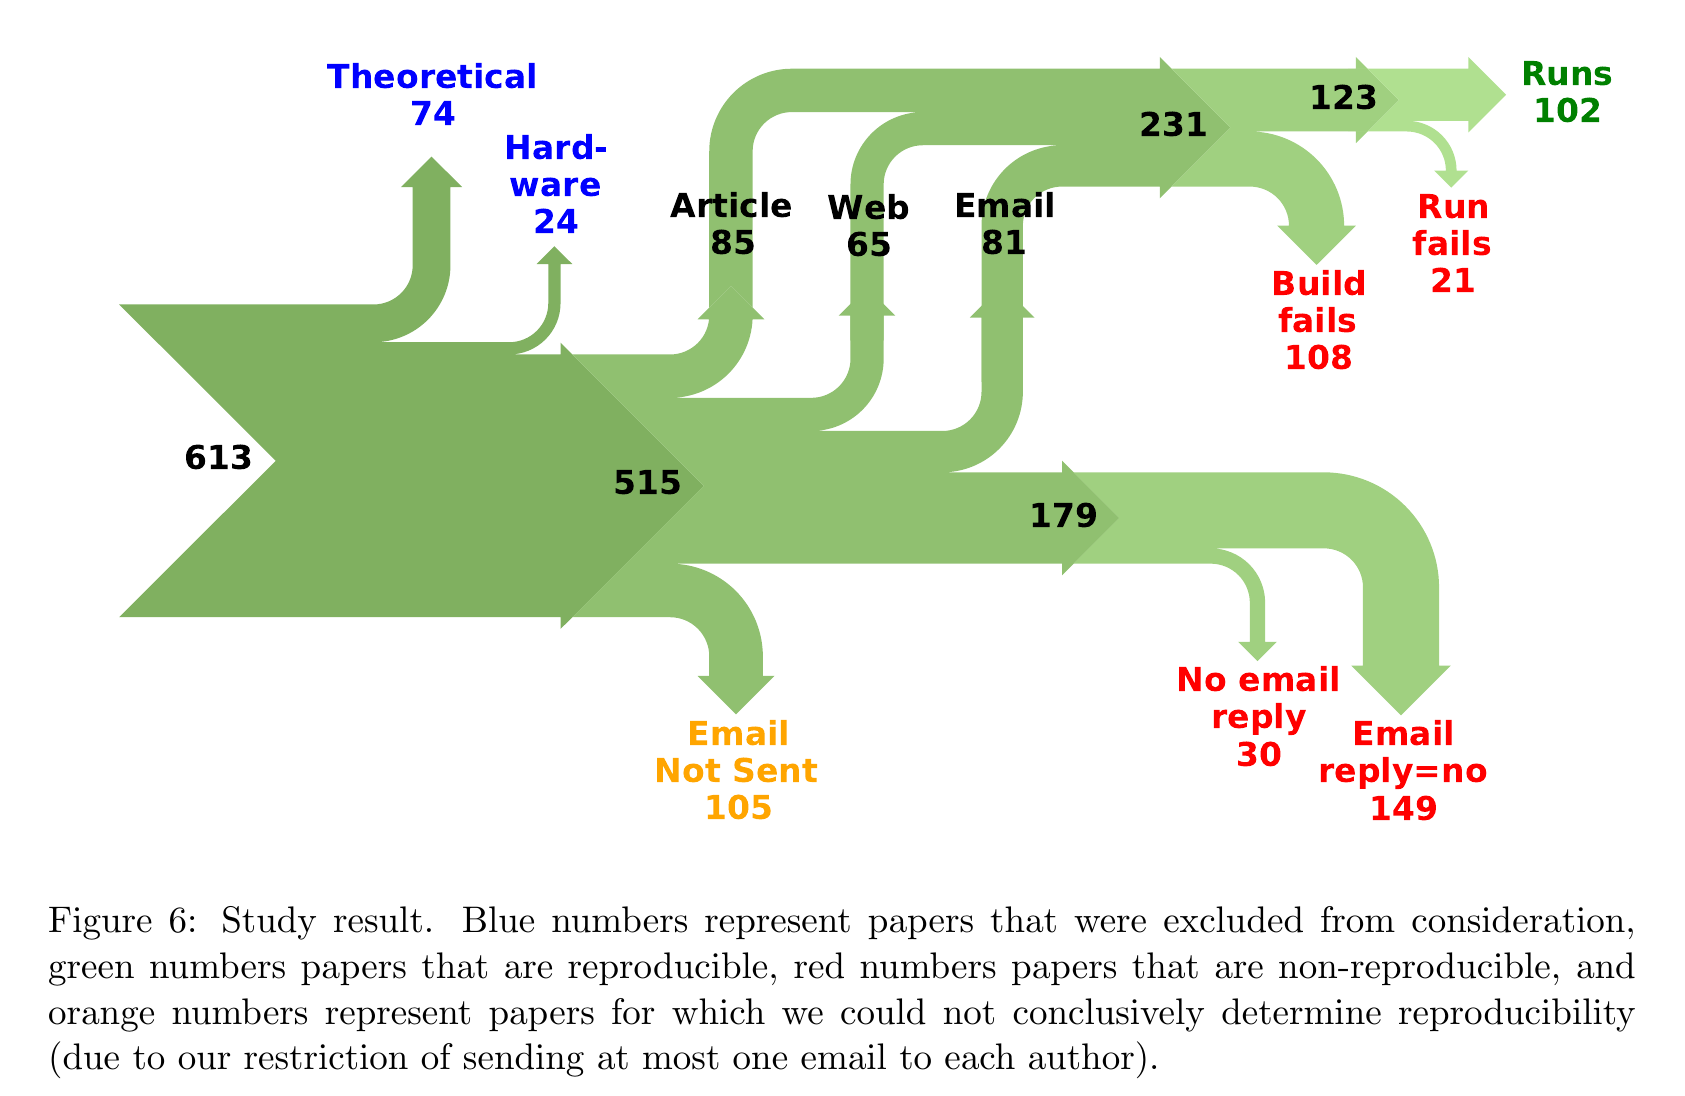 Theoretical
74
Hard-
ware
24
Article
85
Web
65
Email
81
231
123
Runs
102
Run
fails
21
Build
fails
108
613
515
179
No email
reply
30
Email
reply=no
149
Email
Not Sent
105
Figure 6: Study result. Blue numbers represent papers that were excluded from consideration,
green numbers papers that are reproducible, red numbers papers that are non-reproducible, and
orange numbers represent papers for which we could not conclusively determine reproducibility
(due to our restriction of sending at most one email to each author).